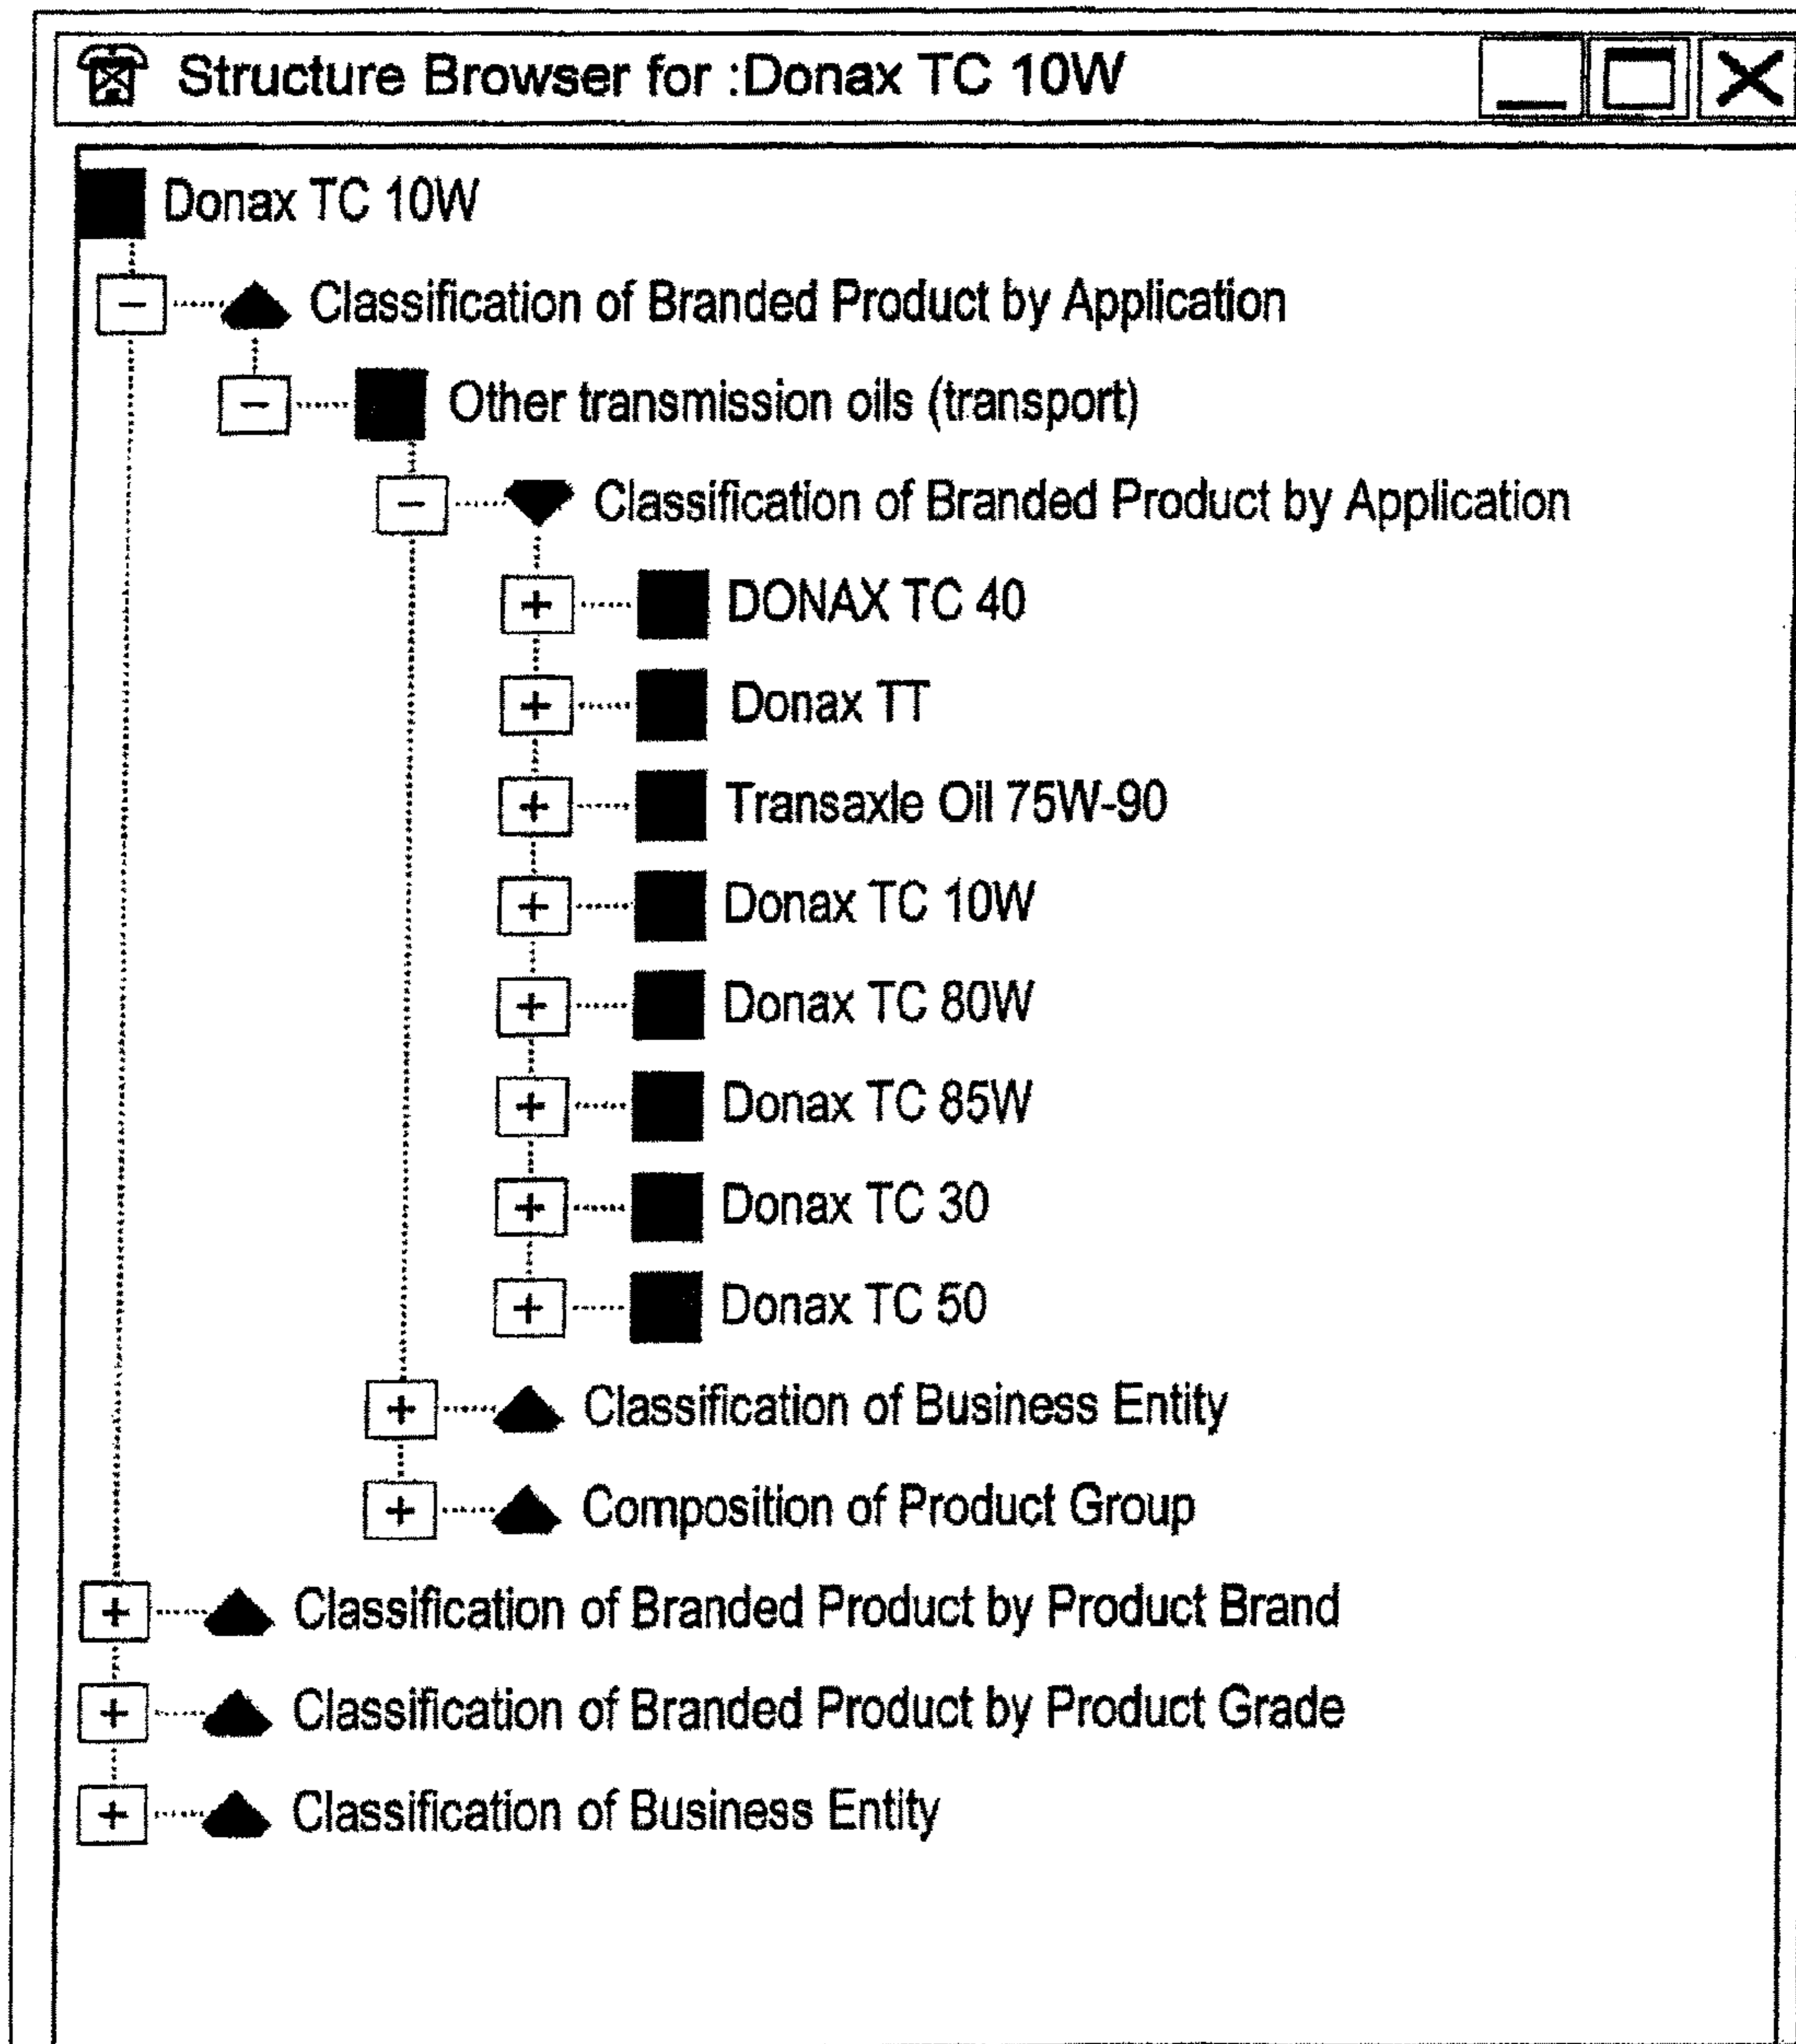 Structure Browser for :Donax TC 10W
Donax TC 10W
Classification of Branded Product by Application
Other transmission oils (transport)
Classification of Branded Product by Application
DONAX TC 40
Donax TT
Transaxle Oil 75W-90
Donax TC 10W
Donax TC 80W
Donax TC 85W
Donax TC 30
Donax TC 50
Classification of Business Entity
Composition of Product Group
Classification of Branded Product by Product Brand
Classification of Branded Product by Product Grade
Classification of Business Entity